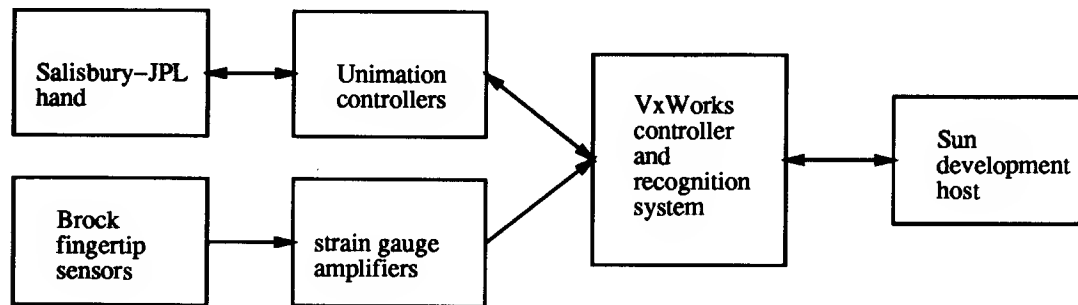 Salisbury–JPL
hand
Unimation
controllers
VxWorks
controller
and
recognition
system
Sun
development
host
Brock
fingertip
sensors
strain gauge
amplifiers